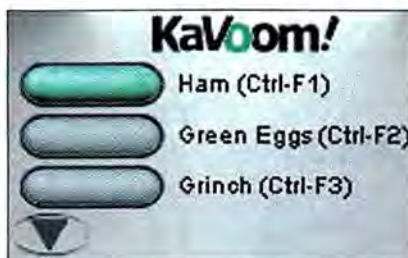 KaVoom!
Ham (Ctrl-F1)
Green Eggs (Ctrl-F2)
Grinch (Ctrl-F3)